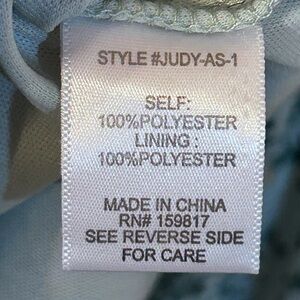 STYLE #JUDY-AS-1
SELF:
100%POLYESTER
LINING :
100%POLYESTER
MADE IN CHINA
RN# 159817
SEE REVERSE SIDE
FOR CARE